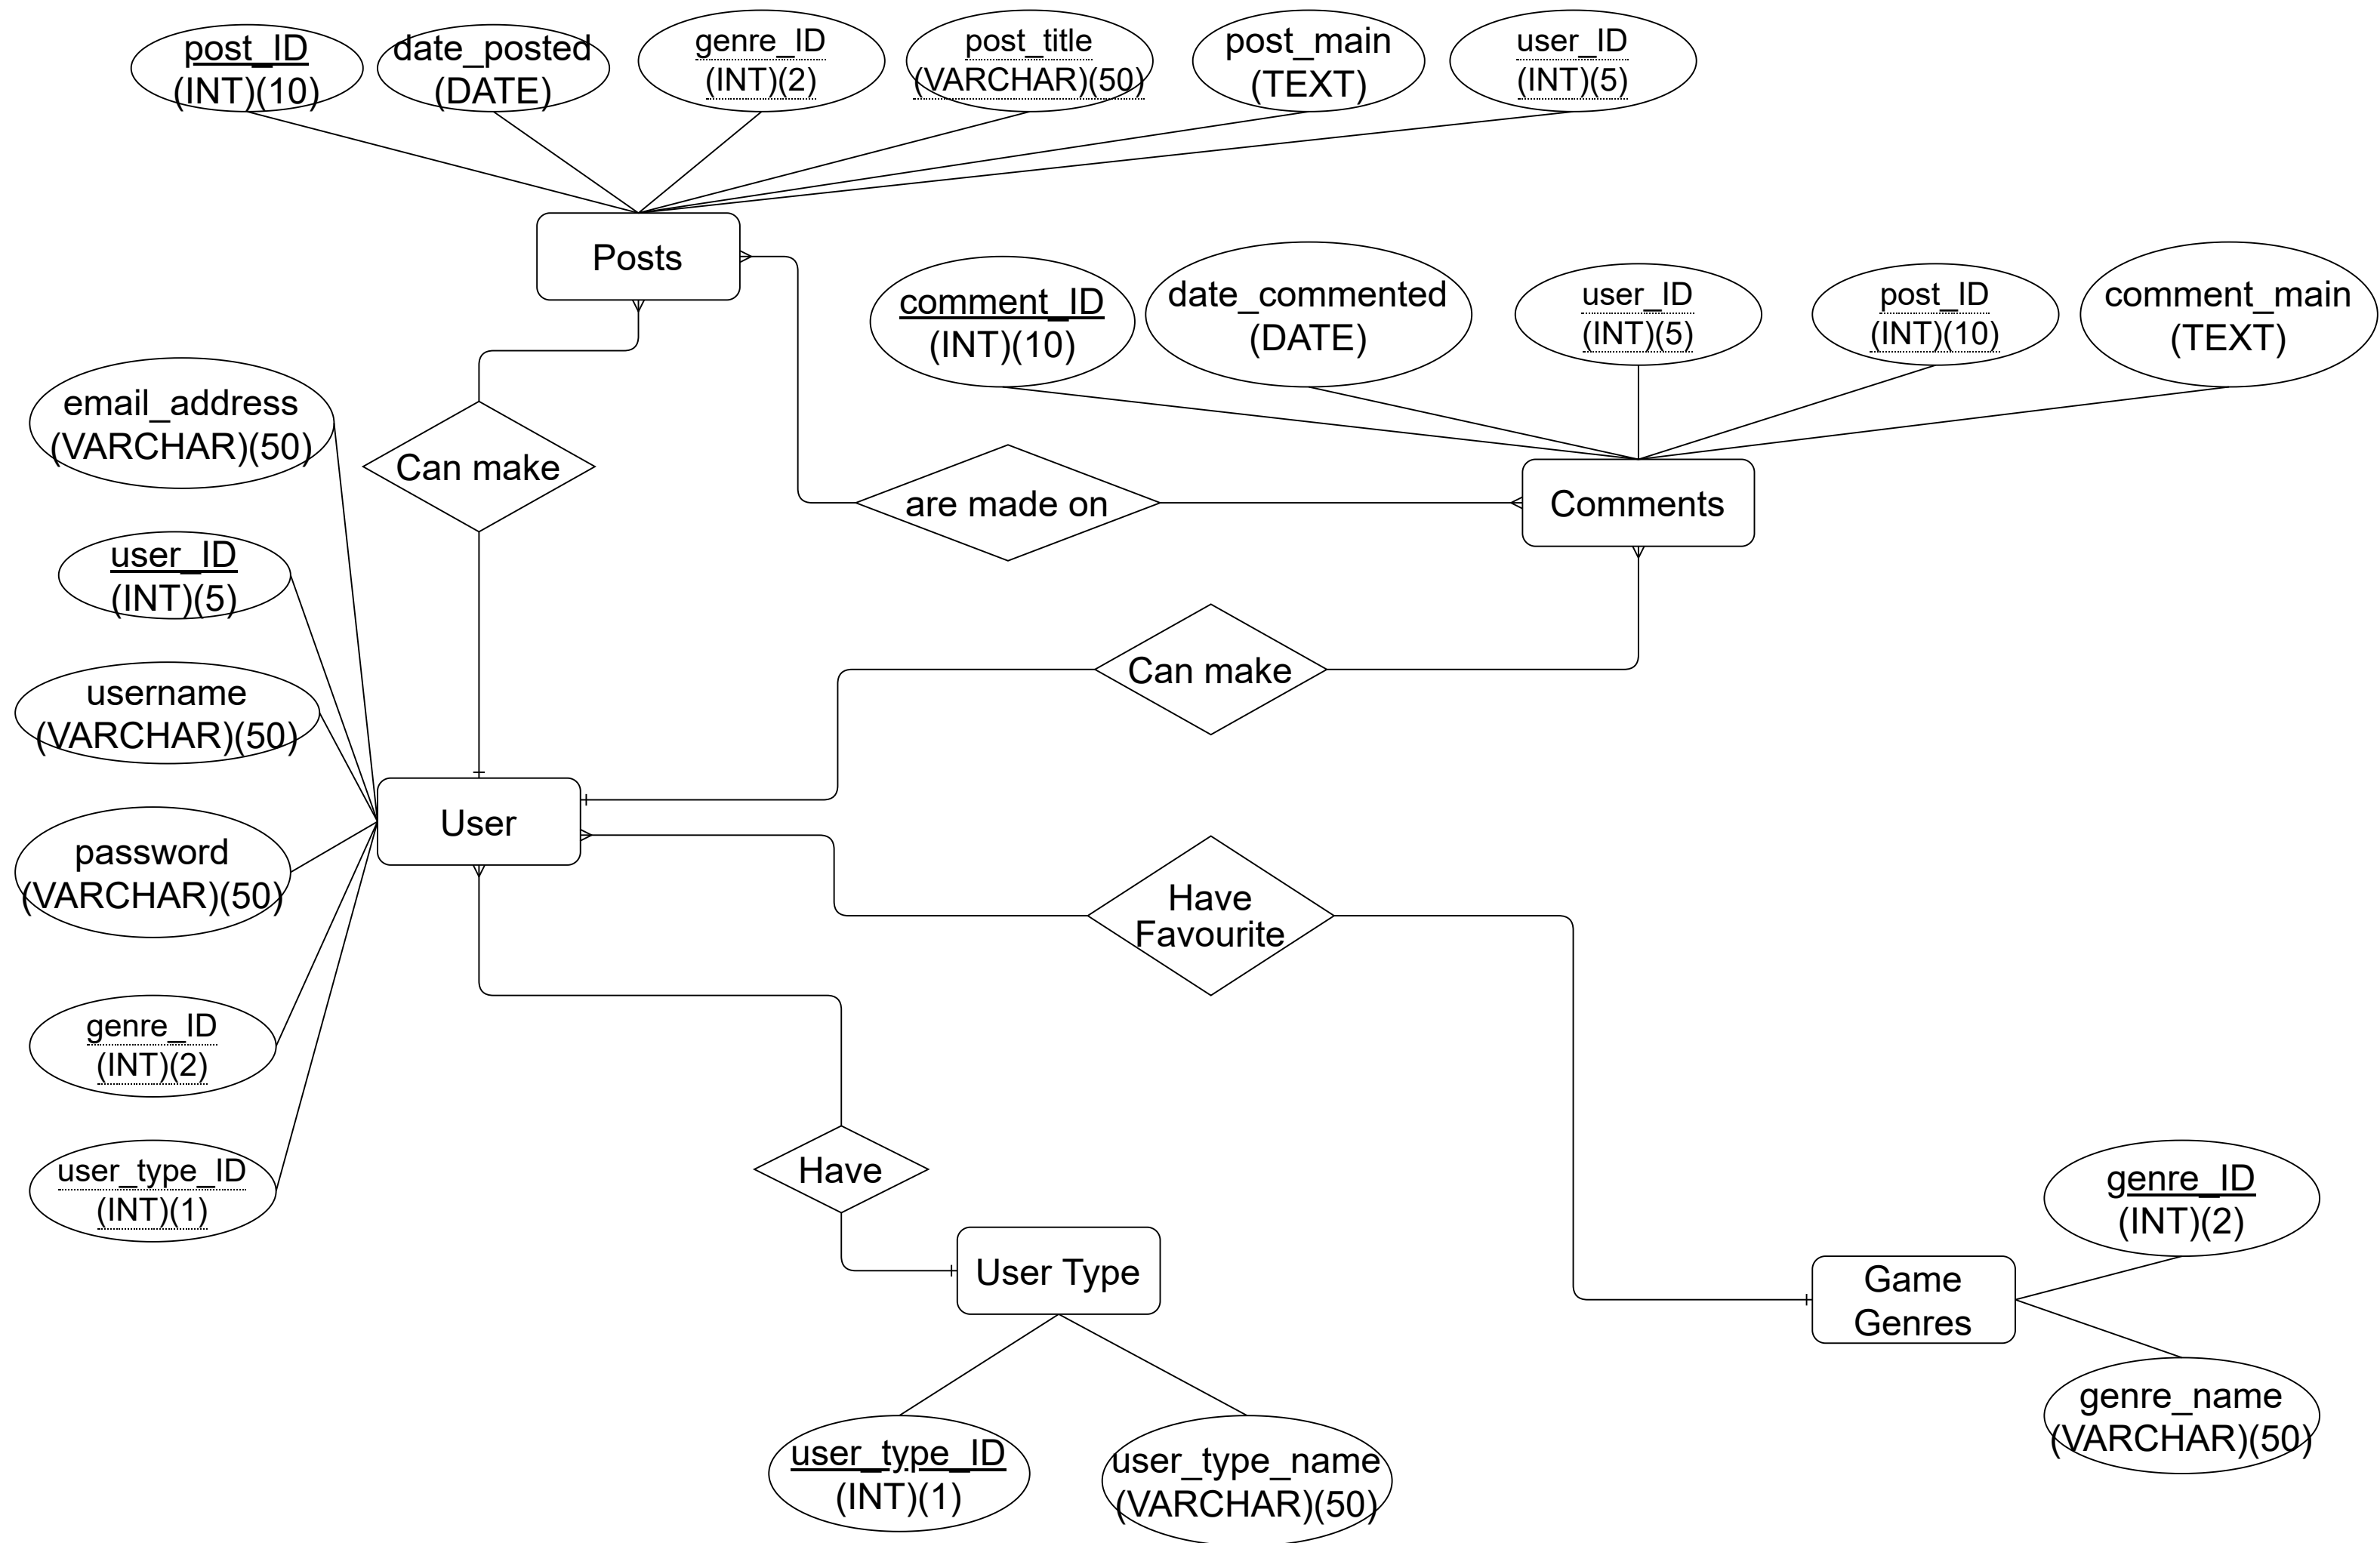 post_ID
(INT)(10)
date_posted
(DATE)
genre_ID
(INT)(2)
post_title
(VARCHAR)(50)
post_main
(TEXT)
user_ID
(INT)(5)
Posts
comment_ID
(INT)(10)
date_commented
(DATE)
user_ID
(INT)(5)
post_ID
(INT)(10)
comment_main
(TEXT)
email_address
(VARCHAR)(50)
Can make
are made on
Comments
user_ID
(INT)(5)
username
(VARCHAR)(50)
Can make
User
password
(VARCHAR)(50)
Have
Favourite
genre_ID
(INT)(2)
user_type_ID
(INT)(1)
Have
User Type
genre_ID
(INT)(2)
Game
Genres
genre_name
(VARCHAR)(50)
user_type_ID
(INT)(1)
user_type_name
(VARCHAR)(50)